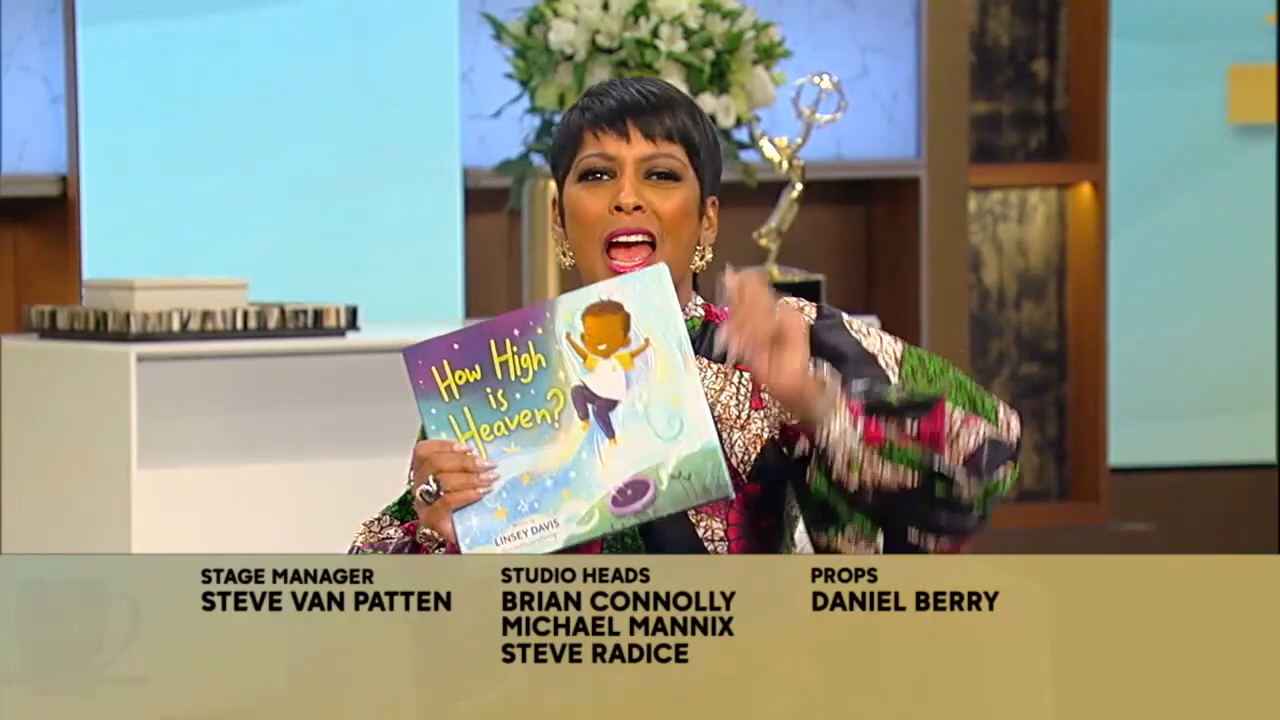 How High
is
Heaven?
LINSEY DAVIS
STAGE MANAGER
STEVE VAN PATTEN
STUDIO HEADS
BRIAN CONNOLLY
MICHAEL MANNIX
STEVE RADICE
PROPS
DANIEL BERRY